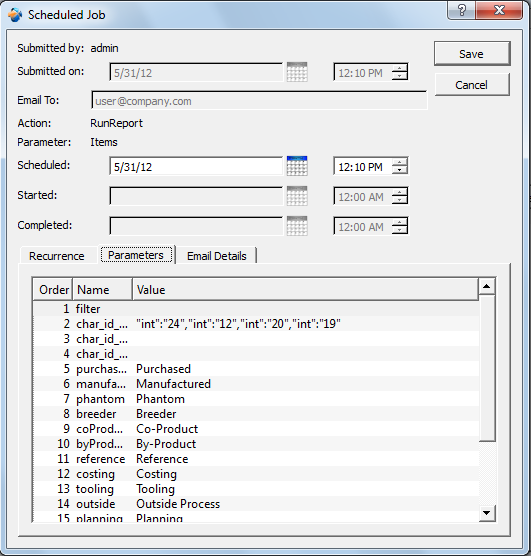 Scheduled Job
Submitted by: admin
Save
Submitted on: 5/31/12 12:10 PM
Cancel
Email To: user@company.com
Action: RunReport
Parameter: Items
Scheduled: 5/31/12 12:10 PM
Started: 12:00 AM
Completed: 12:00 AM
Recurrence Parameters Email Details
Order Name Value
1 filter
2 char_id_... "int":"24","int":"12","int":"20","int":"19"
3 char_id_...
4 char_id_...
5 purchas... Purchased
6 manufa... Manufactured
7 phantom Phantom
8 breeder Breeder
9 coProd... Co-Product
10 byProd... By-Product
11 reference Reference
12 costing Costing
13 tooling Tooling
14 outside Outside Process
15 planning Planning